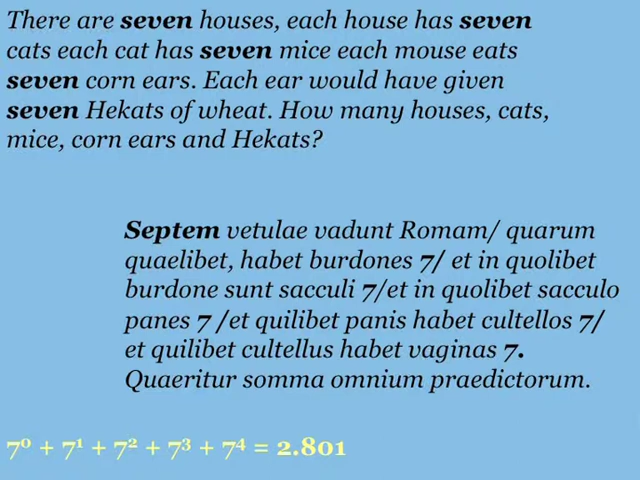 There are seven houses, each house has seven
cats each cat has seven mice each mouse eats
seven corn ears. Each ear would have given
seven Hekats of wheat. How many houses, cats,
mice, corn ears and Hekats?
Septem vetulae vadunt Romam/ quarum
quaelibet, habet burdones 7/ et in quolibet
burdone sunt sacculi 7/et in quolibet sacculo
panes 7 /et quilibet panis habet cultellos 7/
et quilibet cultellus habet vaginas 7.
Quaeritur somma omnium praedictorum.
7⁰ + 7¹ + 7² + 7³ + 7⁴ = 2.801